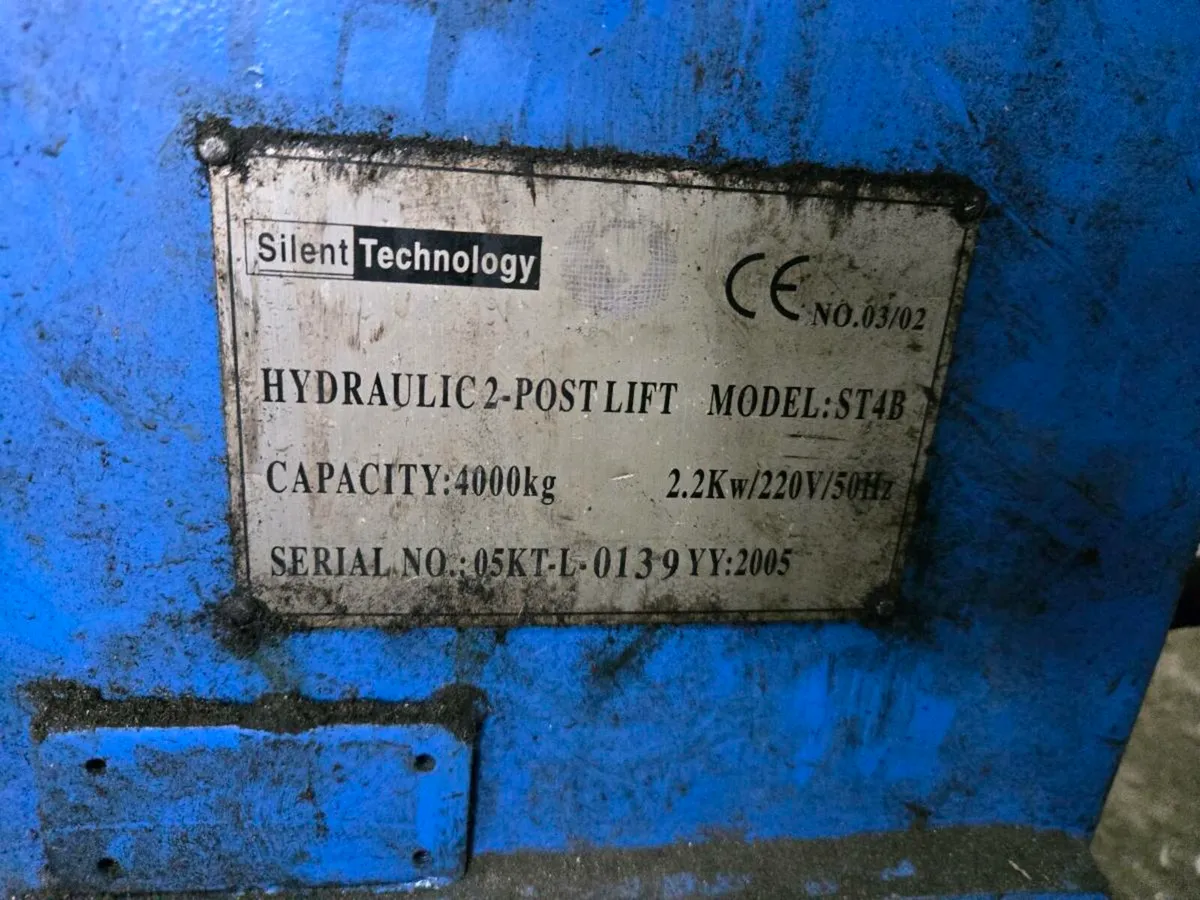 Silent Technology
CE NO.03/02
HYDRAULIC 2-POST LIFT MODEL:ST4B
CAPACITY:4000kg 2.2Kw/220V/50Hz
SERIAL NO.:05KT-L-0139 YY:2005